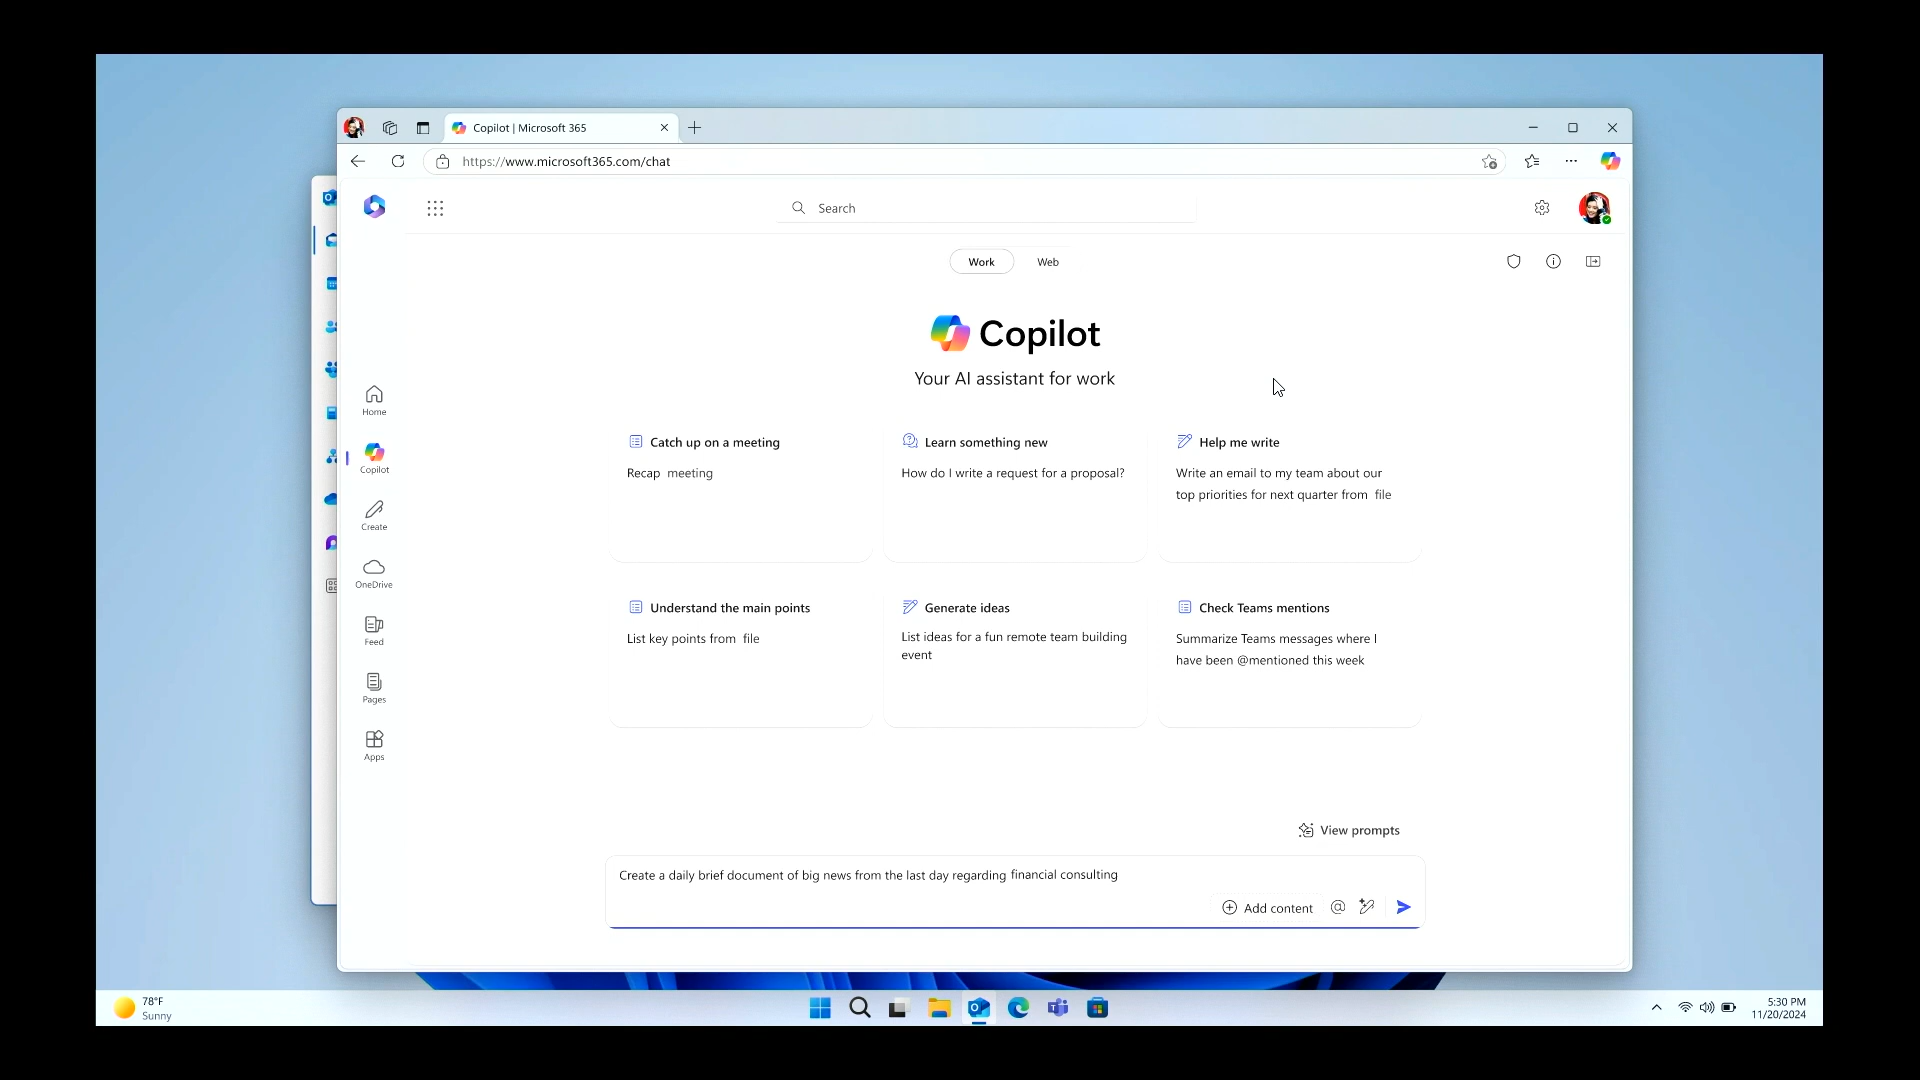 Copilot | Microsoft 365
https://www.microsoft365.com/chat
Search
Work
Web
Copilot
Your AI assistant for work
Home
Copilot
Create
OneDrive
Feed
Pages
Apps
Catch up on a meeting
Recap meeting
Learn something new
How do I write a request for a proposal?
Help me write
Write an email to my team about our
top priorities for next quarter from file
Understand the main points
List key points from file
Generate ideas
List ideas for a fun remote team building
event
Check Teams mentions
Summarize Teams messages where I
have been @mentioned this week
View prompts
Create a daily brief document of big news from the last day regarding financial consulting
Add content
78°F
Sunny
5:30 PM
11/20/2024